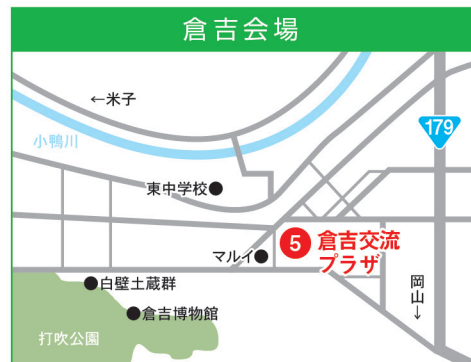 倉吉会場
←米子
179
小鴨川
東中学校
5 倉吉交流
プラザ
マルイ
岡山→
白壁土蔵群
倉吉博物館
打吹公園